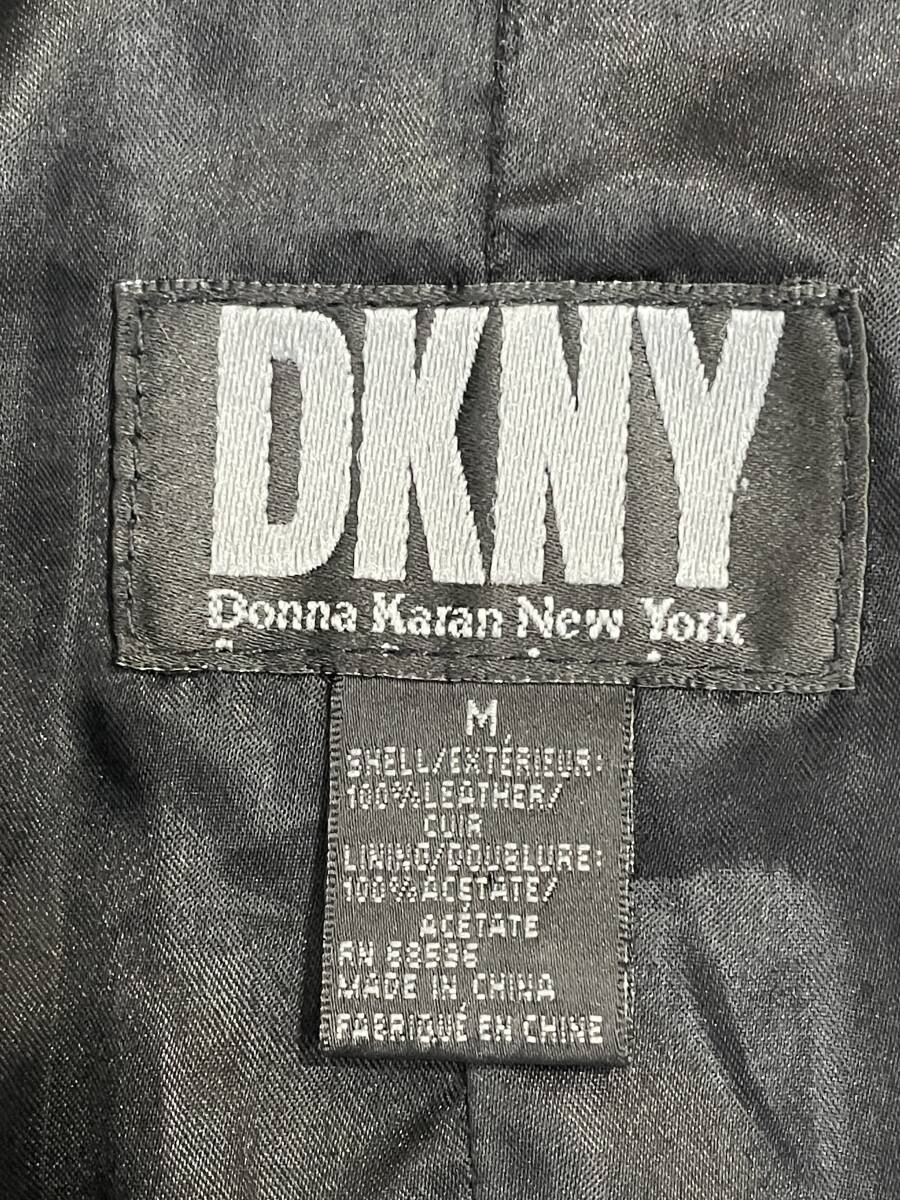 DKNY
Donna Karan New York
M
SHELL/EXTÉRIEUR:
100% LEATHER/
CUIR
LINING/DOUBLURE:
100% ACETATE/
ACÉTATE
RN
MADE IN CHINA
FABRIQUÉ EN CHINE